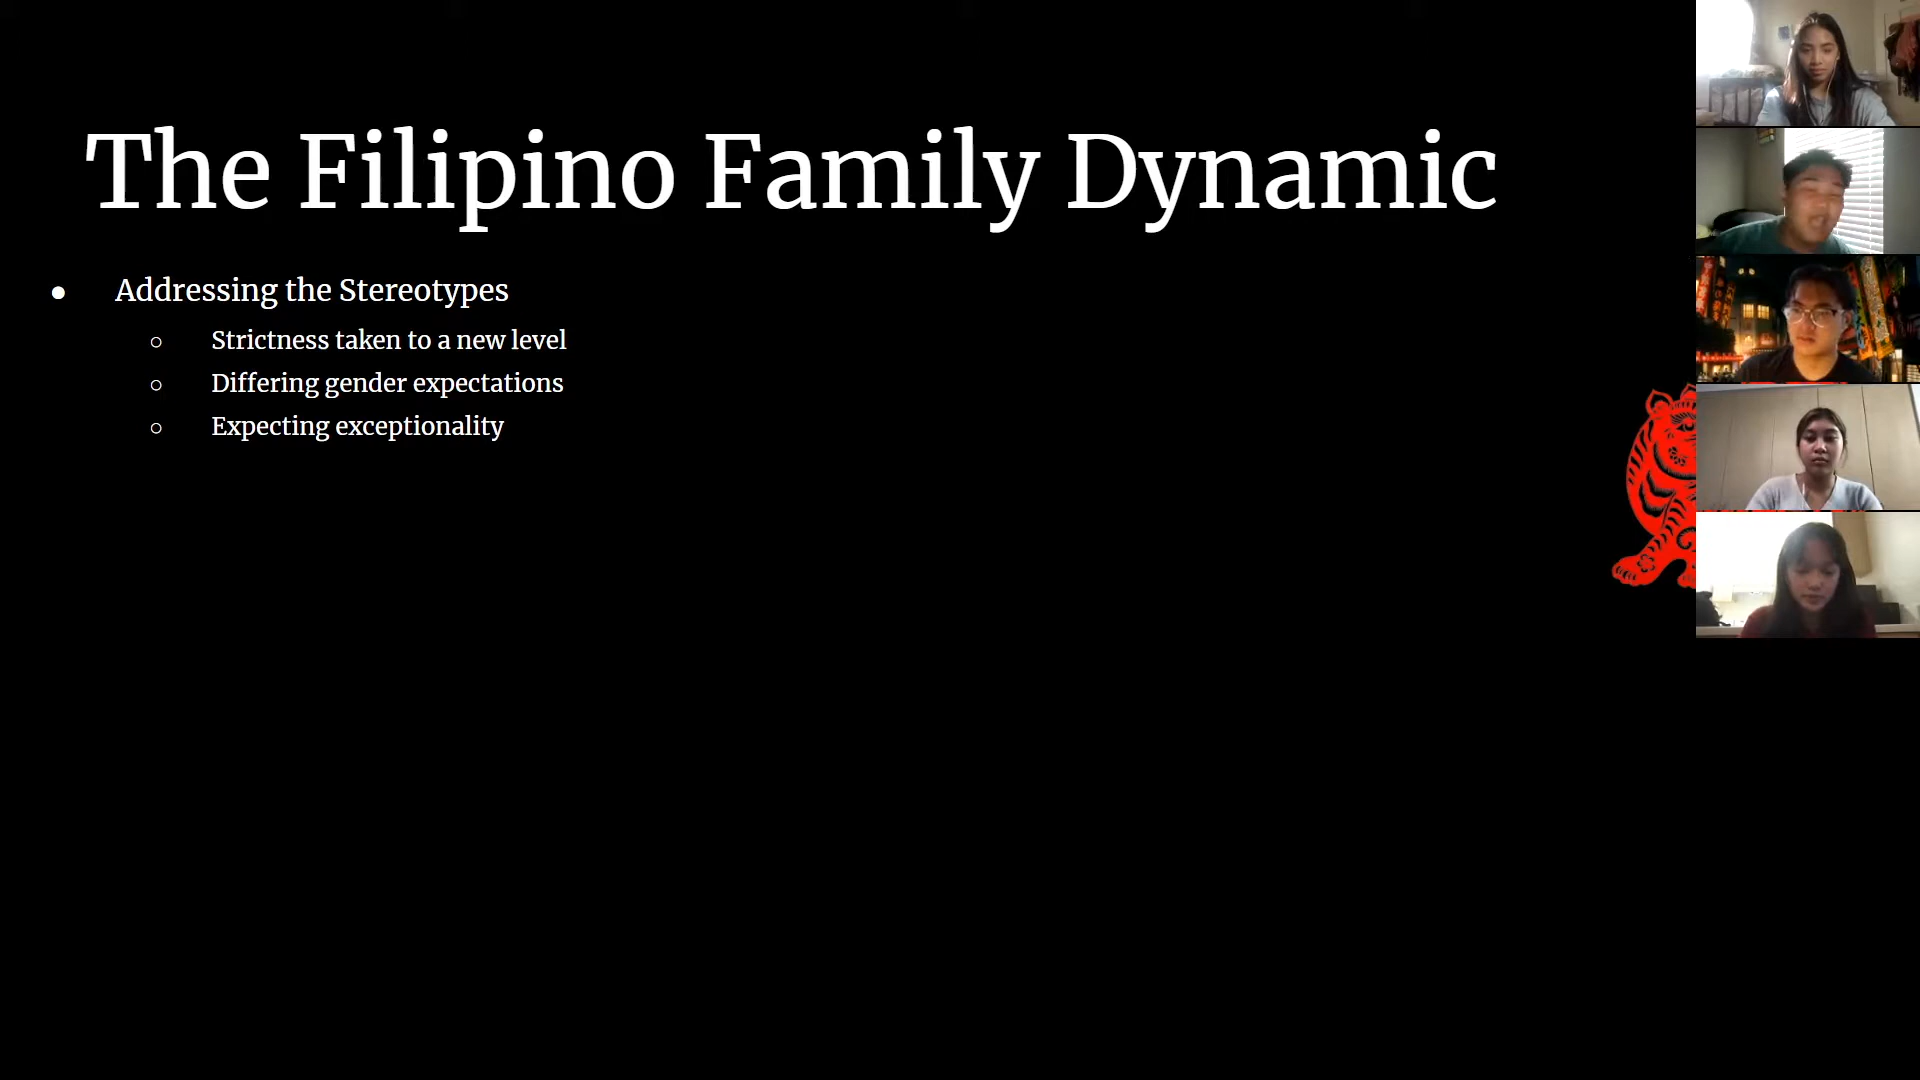 The Filipino Family Dynamic
Addressing the Stereotypes
Strictness taken to a new level
Differing gender expectations
Expecting exceptionality